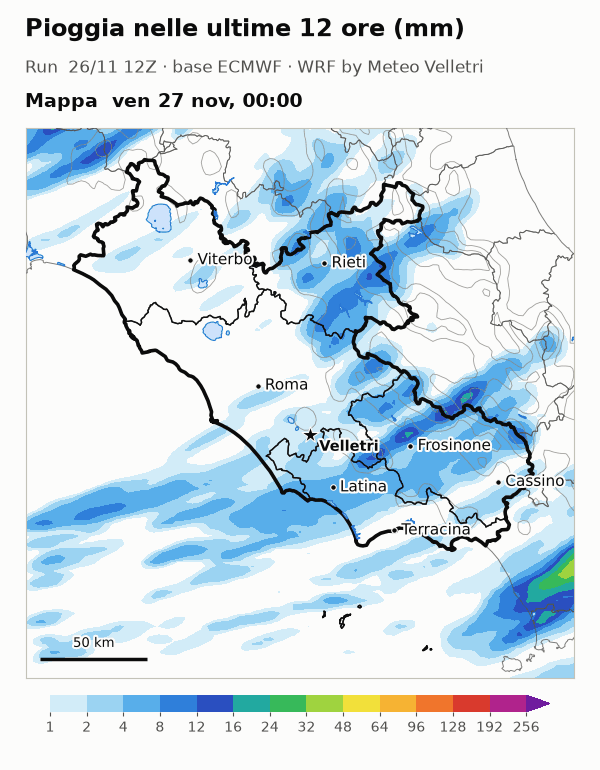 Pioggia nelle ultime 12 ore (mm)
Run  26/11 12Z · base ECMWF · WRF by Meteo Velletri
Mappa  ven 27 nov, 00:00
Viterbo
Rieti
Roma
Velletri
Frosinone
Latina
Cassino
Terracina
50 km
1 2 4 8 12 16 24 32 48 64 96 128 192 256